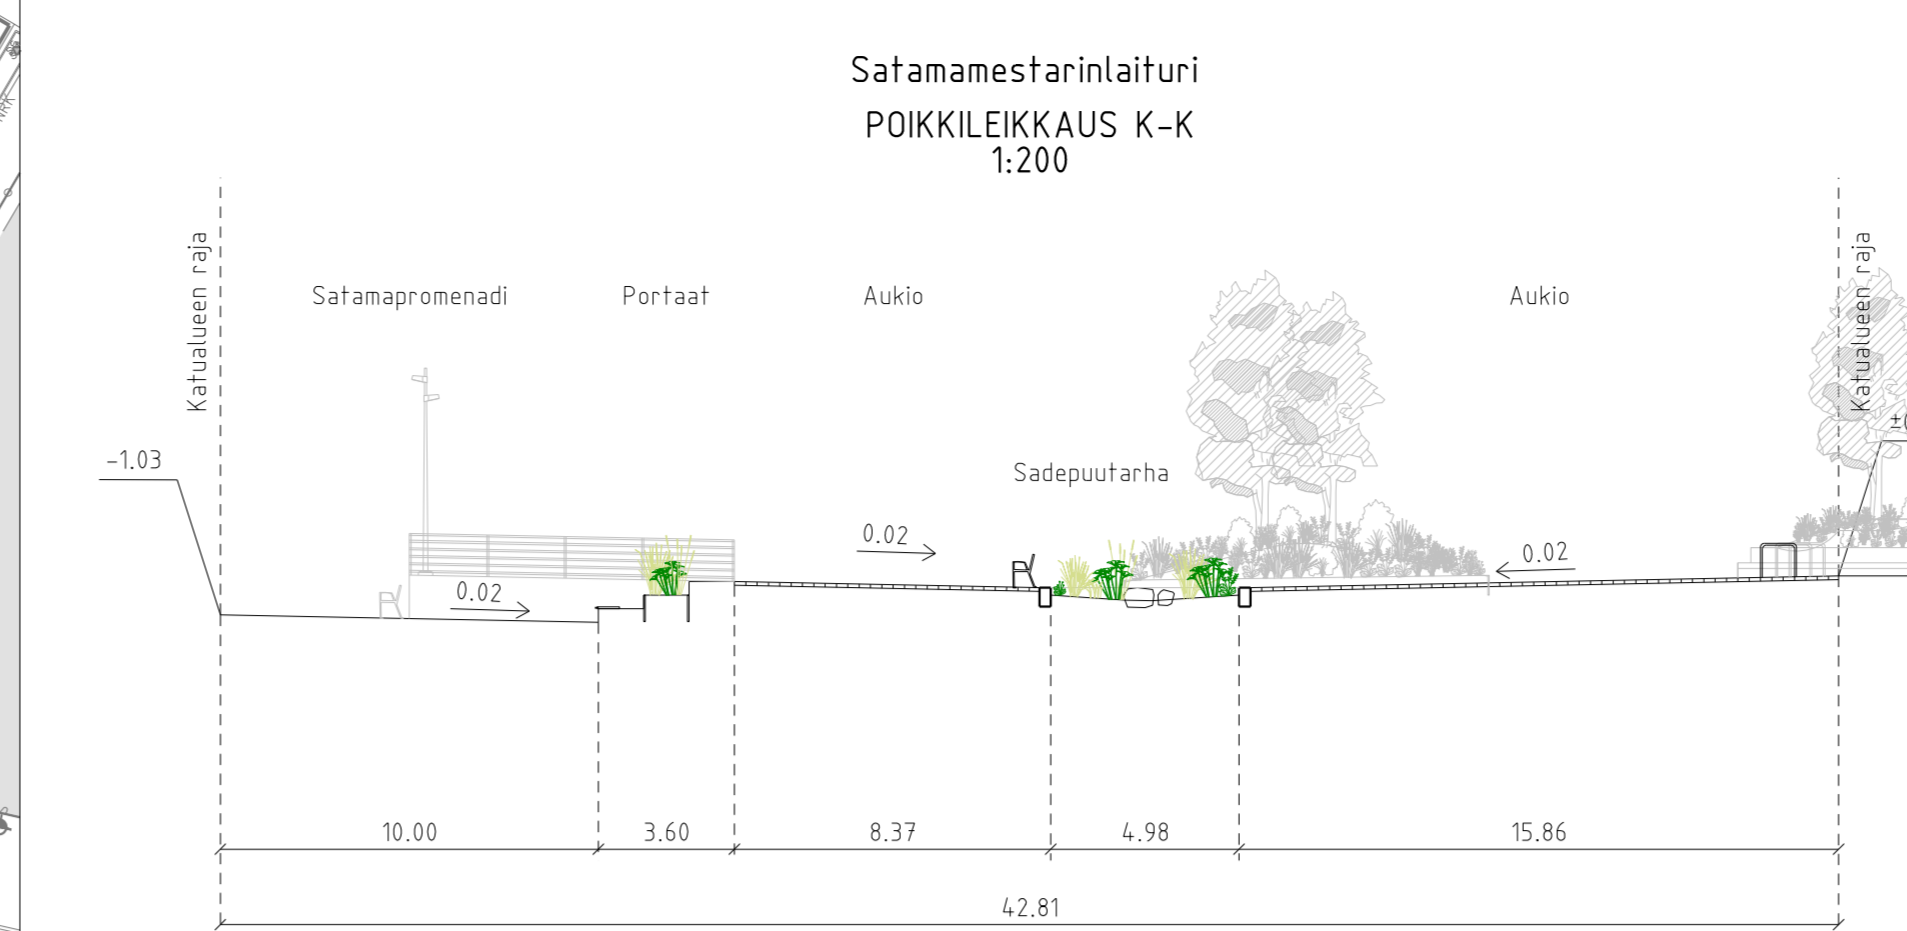 Satamamestarinlaituri
POIKKILEIKKAUS K-K
1:200
Katualueen raja
Satamapromenadi
Portaat
Aukio
Aukio
Katualueen raja
-1.03
Sadepuutarha
0.02
0.02
0.02
10.00
3.60
8.37
4.98
15.86
42.81